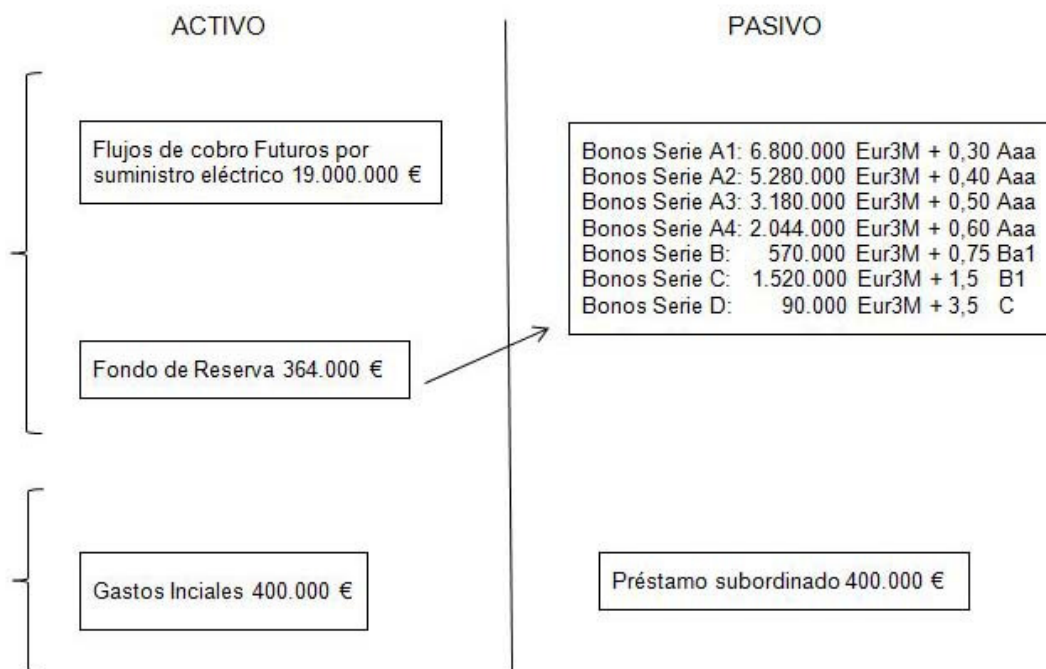 ACTIVO
PASIVO
Flujos de cobro Futuros por
suministro eléctrico 19.000.000 €
Bonos Serie A1: 6.800.000 Eur3M + 0,30 Aaa
Bonos Serie A2: 5.280.000 Eur3M + 0,40 Aaa
Bonos Serie A3: 3.180.000 Eur3M + 0,50 Aaa
Bonos Serie A4: 2.044.000 Eur3M + 0,60 Aaa
Bonos Serie B: 570.000 Eur3M + 0,75 Ba1
Bonos Serie C: 1.520.000 Eur3M + 1,5 B1
Bonos Serie D: 90.000 Eur3M + 3,5 C
Fondo de Reserva 364.000 €
Gastos Inciales 400.000 €
Préstamo subordinado 400.000 €